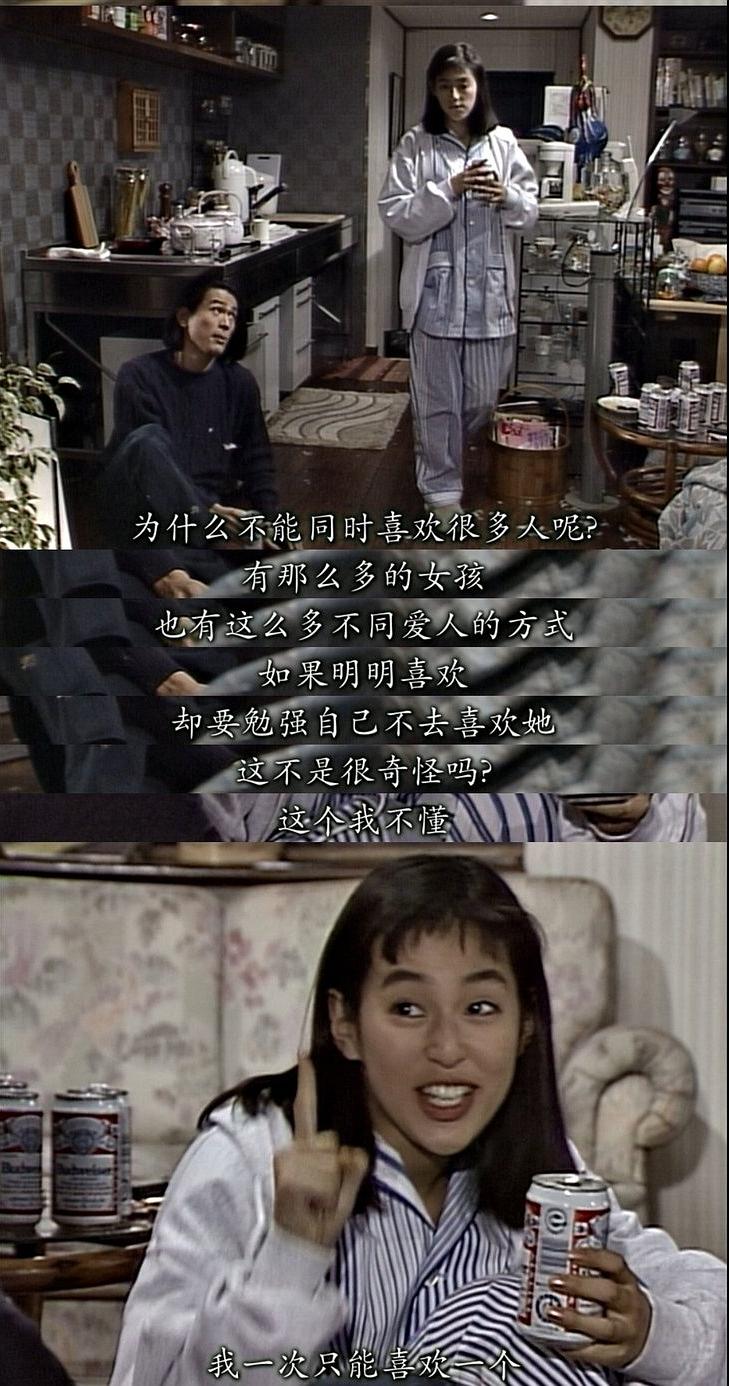 为什么不能同时喜欢很多人呢?
有那么多的女孩
也有这么多不同爱人的方式
如果明明喜欢
却要勉强自己不去喜欢她
这不是很奇怪吗?
这个我不懂
Budweiser
我一次只能喜欢一个